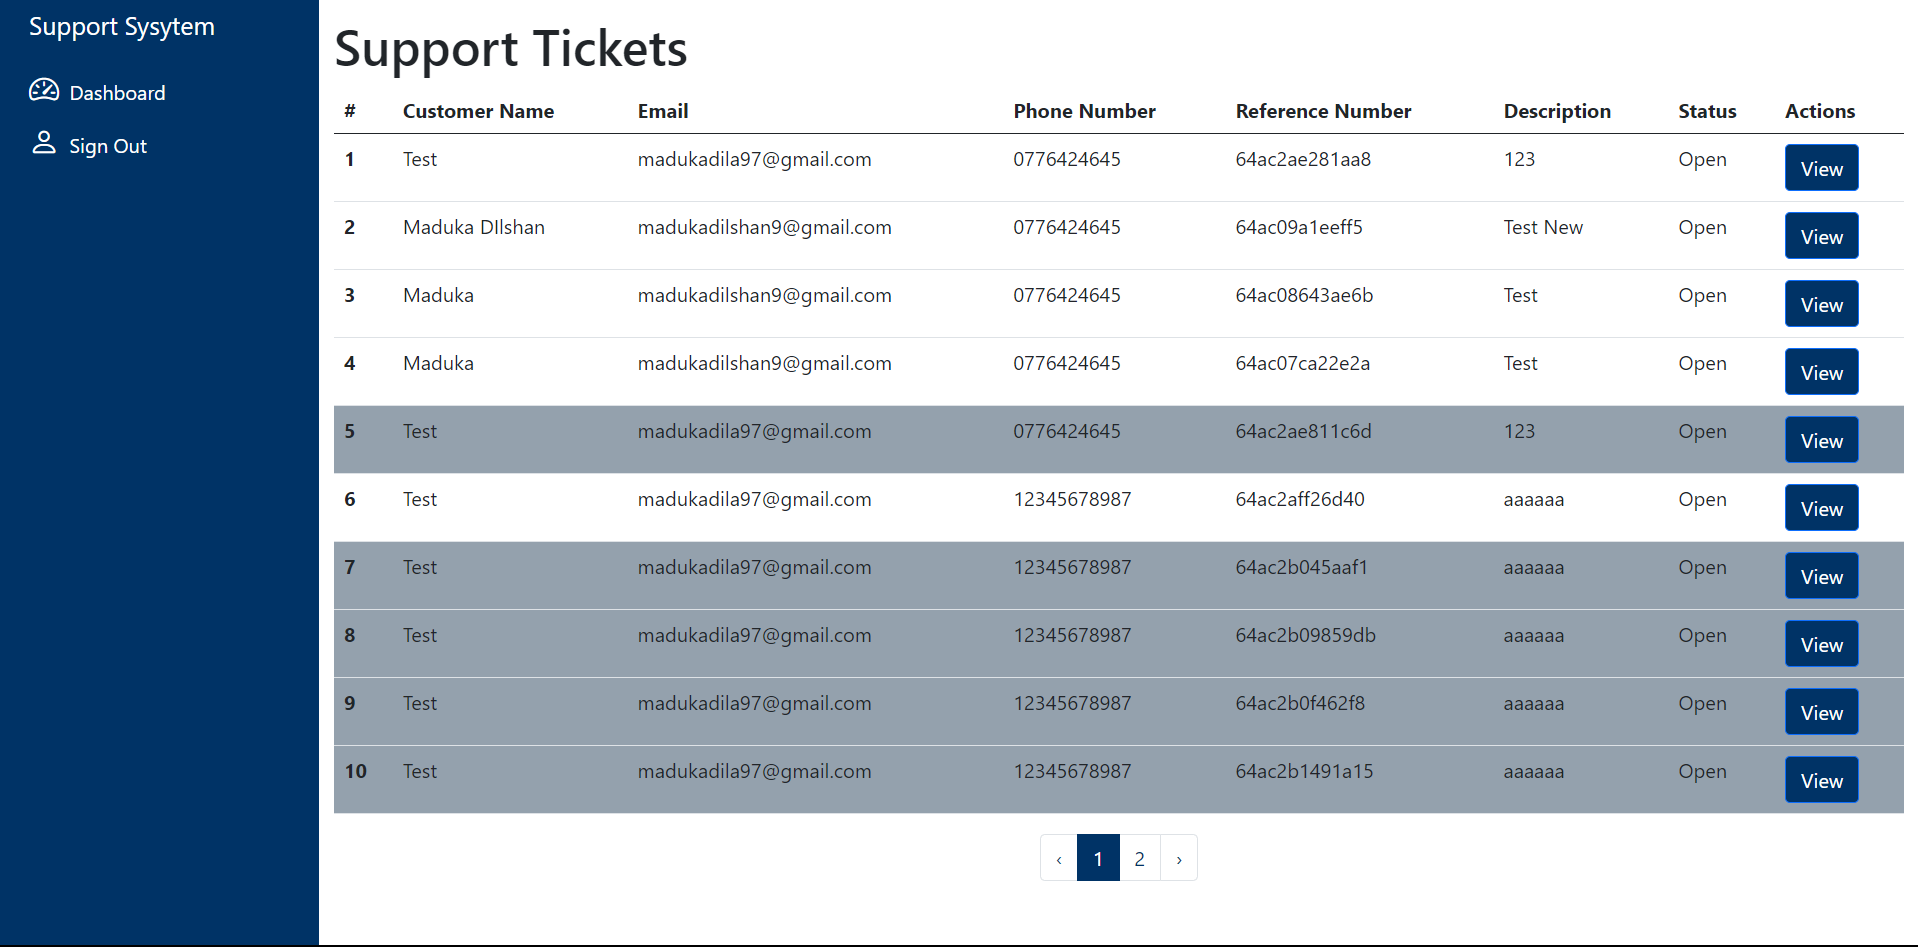 Support Sysytem
Dashboard
Sign Out
Support Tickets
# Customer Name Email Phone Number Reference Number Description Status Actions
1 Test madukadila97@gmail.com 0776424645 64ac2ae281aa8 123 Open View
2 Maduka DIlshan madukadilshan9@gmail.com 0776424645 64ac09a1eeff5 Test New Open View
3 Maduka madukadilshan9@gmail.com 0776424645 64ac08643ae6b Test Open View
4 Maduka madukadilshan9@gmail.com 0776424645 64ac07ca22e2a Test Open View
5 Test madukadila97@gmail.com 0776424645 64ac2ae811c6d 123 Open View
6 Test madukadila97@gmail.com 12345678987 64ac2aff26d40 aaaaaa Open View
7 Test madukadila97@gmail.com 12345678987 64ac2b045aaf1 aaaaaa Open View
8 Test madukadila97@gmail.com 12345678987 64ac2b09859db aaaaaa Open View
9 Test madukadila97@gmail.com 12345678987 64ac2b0f462f8 aaaaaa Open View
10 Test madukadila97@gmail.com 12345678987 64ac2b1491a15 aaaaaa Open View
‹ 1 2 ›